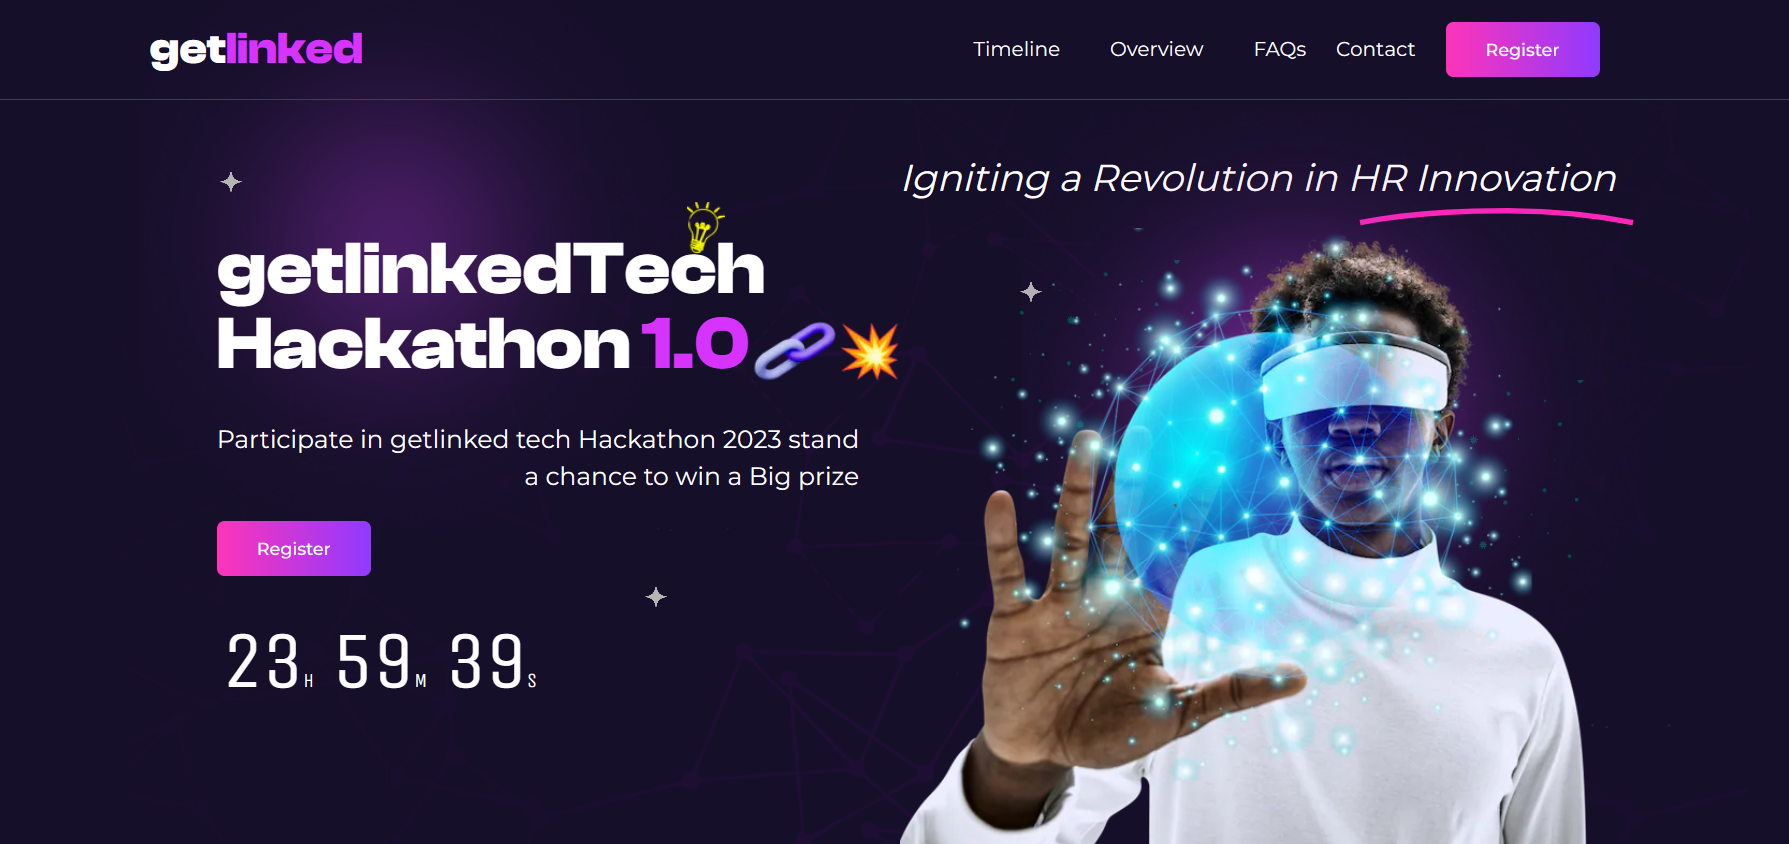 getlinked
Timeline Overview FAQs Contact Register
Igniting a Revolution in HR Innovation
getlinkedTech
Hackathon 1.0
Participate in getlinked tech Hackathon 2023 stand
a chance to win a Big prize
Register
23H 59M 39S